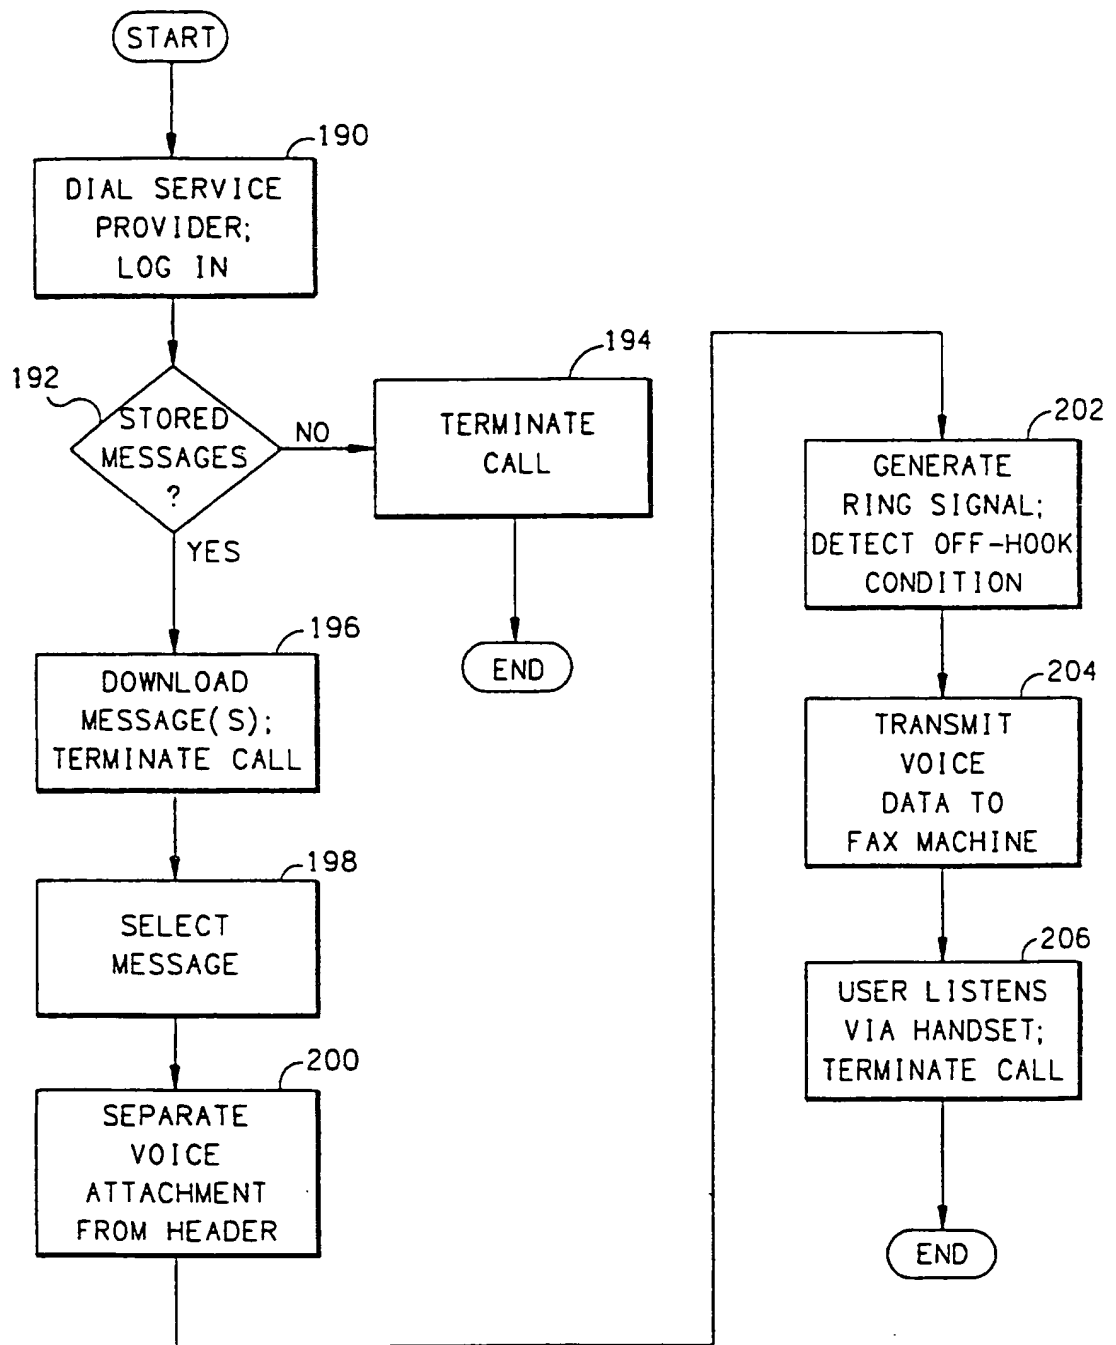 START
190
DIAL SERVICE
PROVIDER;
LOG IN
192
STORED
MESSAGES
?
NO
YES
194
TERMINATE
CALL
END
196
DOWNLOAD
MESSAGE(S);
TERMINATE CALL
198
SELECT
MESSAGE
200
SEPARATE
VOICE
ATTACHMENT
FROM HEADER
202
GENERATE
RING SIGNAL;
DETECT OFF-HOOK
CONDITION
204
TRANSMIT
VOICE
DATA TO
FAX MACHINE
206
USER LISTENS
VIA HANDSET;
TERMINATE CALL
END